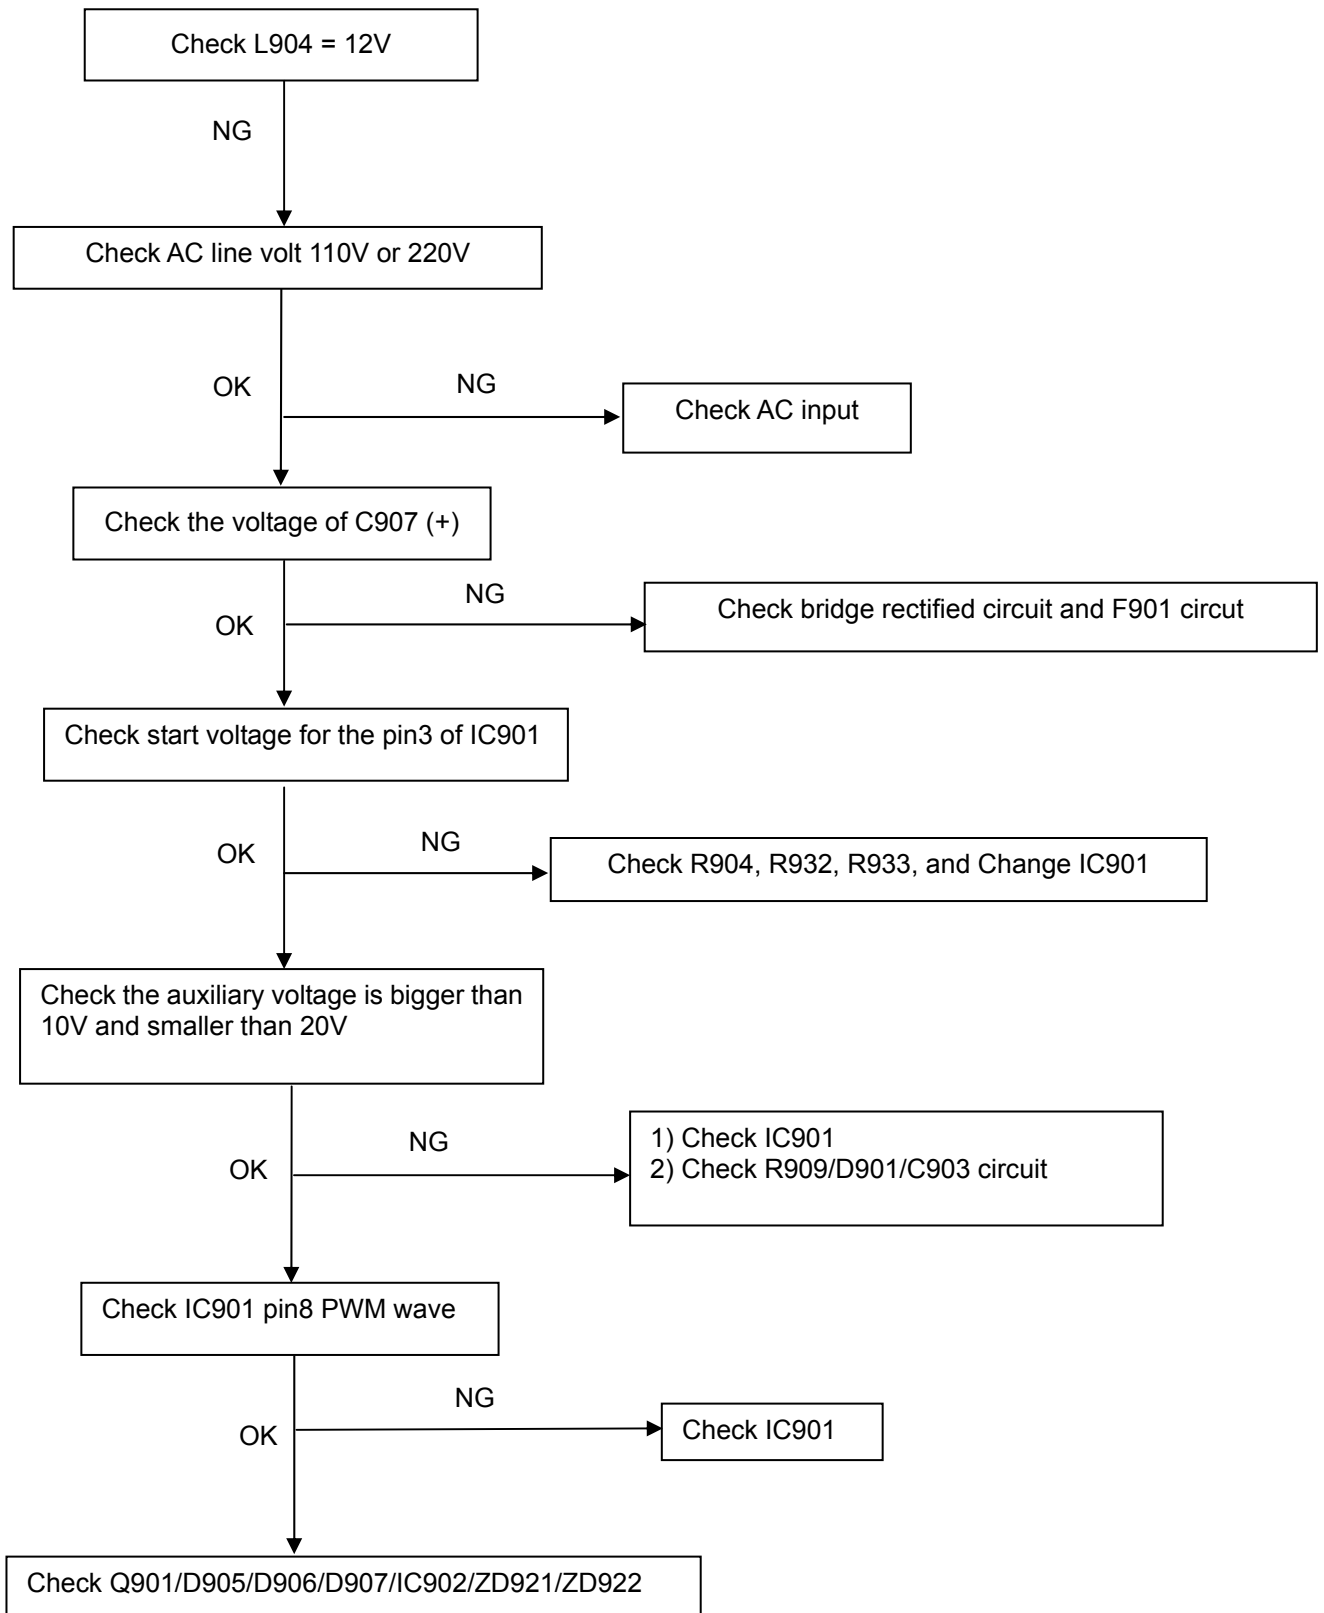 Check L904 = 12V
NG
Check AC line volt 110V or 220V
OK
NG
Check AC input
Check the voltage of C907 (+)
NG
Check bridge rectified circuit and F901 circut
OK
Check start voltage for the pin3 of IC901
OK
NG
Check R904, R932, R933, and Change IC901
Check the auxiliary voltage is bigger than
10V and smaller than 20V
NG
1) Check IC901
2) Check R909/D901/C903 circuit
OK
Check IC901 pin8 PWM wave
NG
OK
Check IC901
Check Q901/D905/D906/D907/IC902/ZD921/ZD922